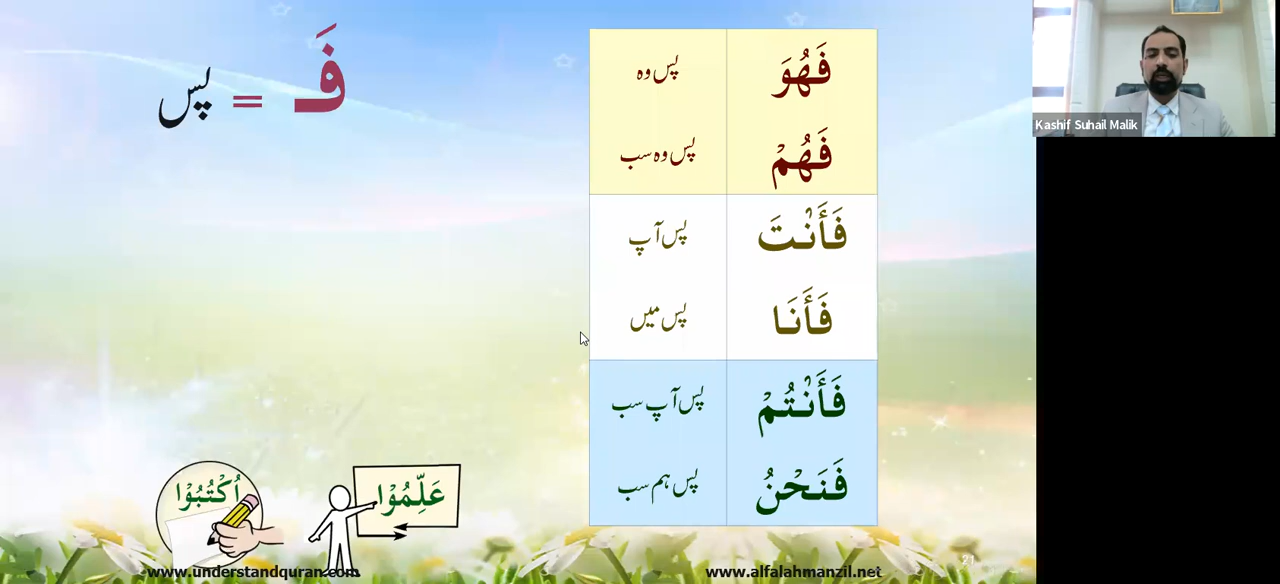 فَ = پس
فَهُوَ پس وہ
فَهُمْ پس وہ سب
فَأَنْتَ پس آپ
فَأَنَا پس میں
فَأَنْتُمْ پس آپ سب
فَنَحْنُ پس ہم سب
Kashif Suhail Malik
عَلِّمُوْا
اُكْتُبُوْا
www.understandquran.com
www.alfalahmanzil.net
21